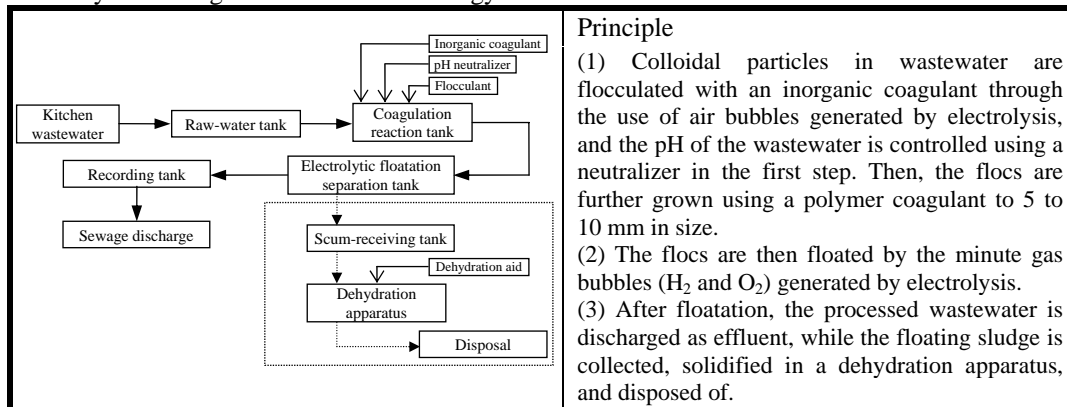 Inorganic coagulant
pH neutralizer
Flocculant
Kitchen
wastewater
Raw-water tank
Coagulation
reaction tank
Recording tank
Electrolytic floatation
separation tank
Sewage discharge
Scum-receiving tank
Dehydration aid
Dehydration
apparatus
Disposal
Principle
(1) Colloidal particles in wastewater are
flocculated with an inorganic coagulant through
the use of air bubbles generated by electrolysis,
and the pH of the wastewater is controlled using a
neutralizer in the first step. Then, the flocs are
further grown using a polymer coagulant to 5 to
10 mm in size.
(2) The flocs are then floated by the minute gas
bubbles (H₂ and O₂) generated by electrolysis.
(3) After floatation, the processed wastewater is
discharged as effluent, while the floating sludge is
collected, solidified in a dehydration apparatus,
and disposed of.